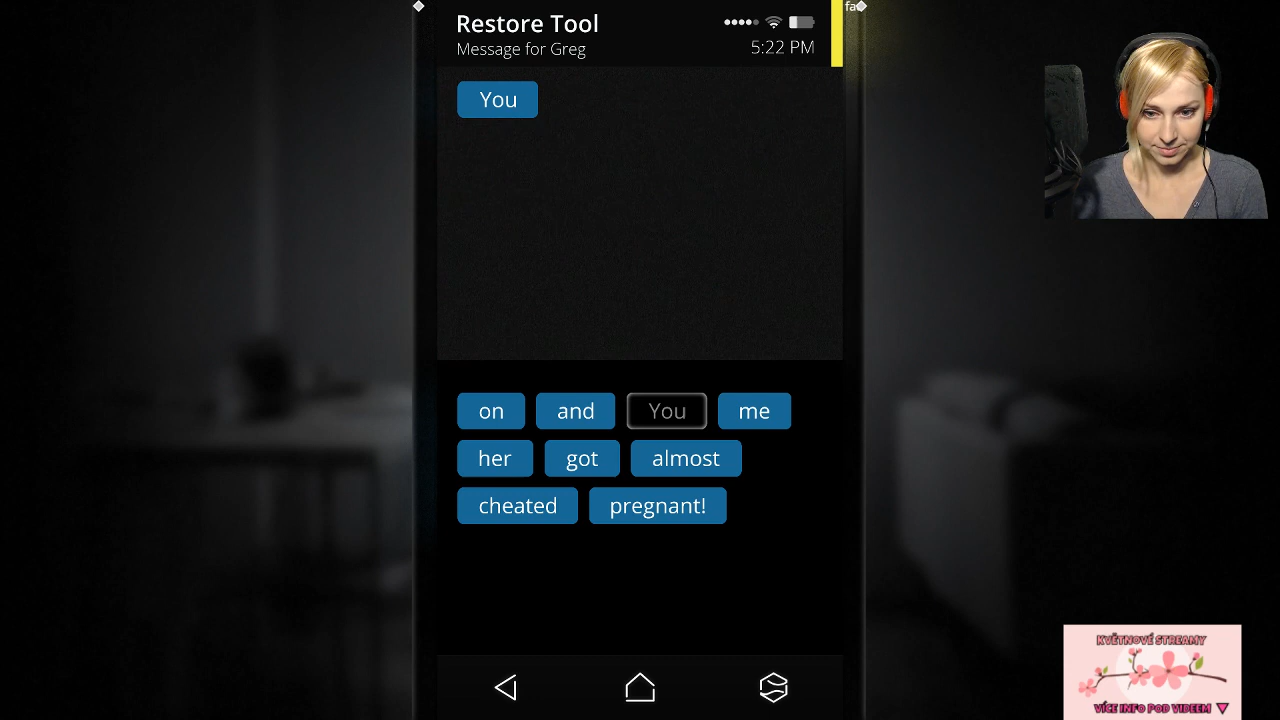 Restore Tool
Message for Greg
5:22 PM
fa
You
on and You me
her got almost
cheated pregnant!
KVĚTNOVÉ STREAMY
VÍCE INFO POD VIDEEM